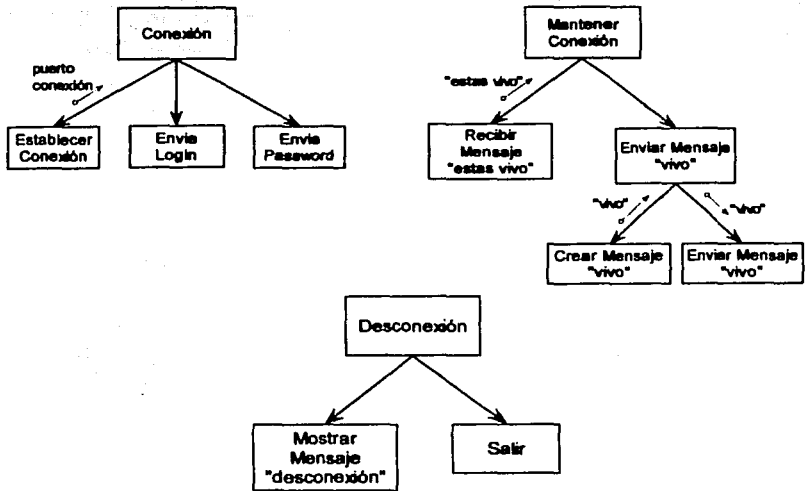 Conexión
puerto
conexión
Establecer
Conexión
Envia
Login
Envia
Password
Mantener
Conexión
"estas vivo"
Recibir
Mensaje
"estas vivo"
Enviar Mensaje
"vivo"
"vivo"
"vivo"
Crear Mensaje
"vivo"
Enviar Mensaje
"vivo"
Desconexión
Mostrar
Mensaje
"desconexión"
Salir